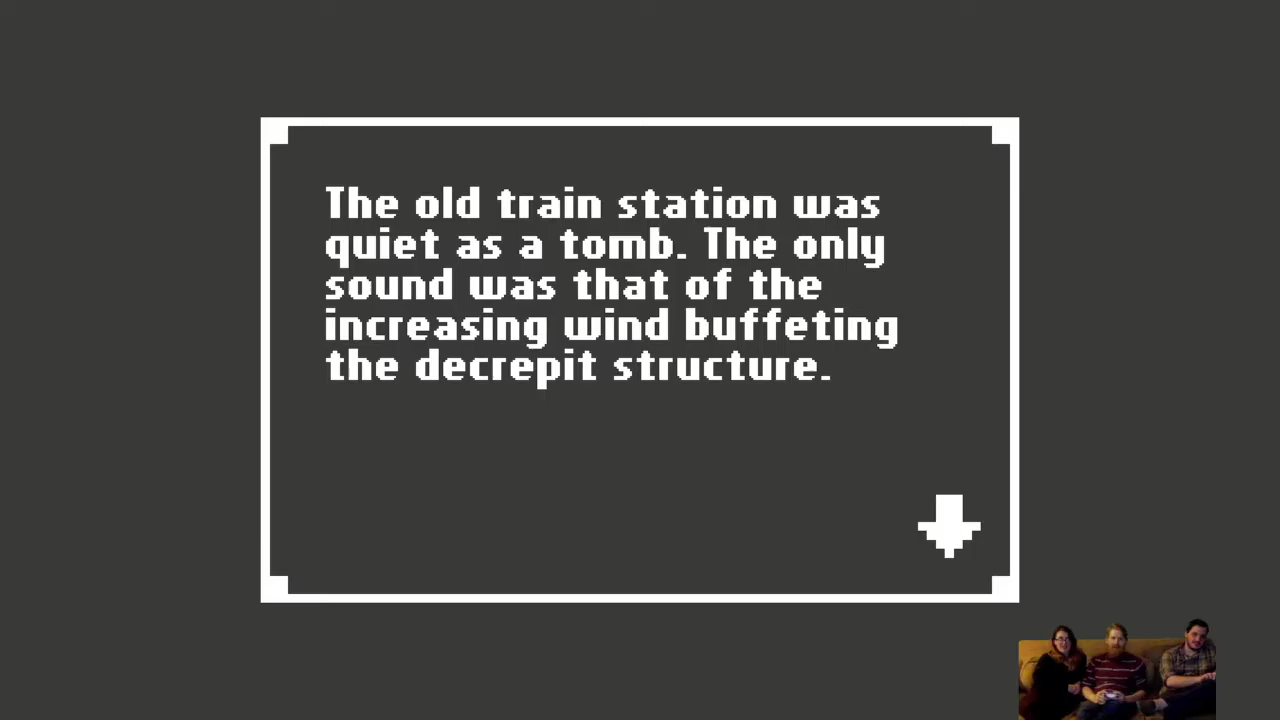 The old train station was
quiet as a tomb. The only
sound was that of the
increasing wind buffeting
the decrepit structure.